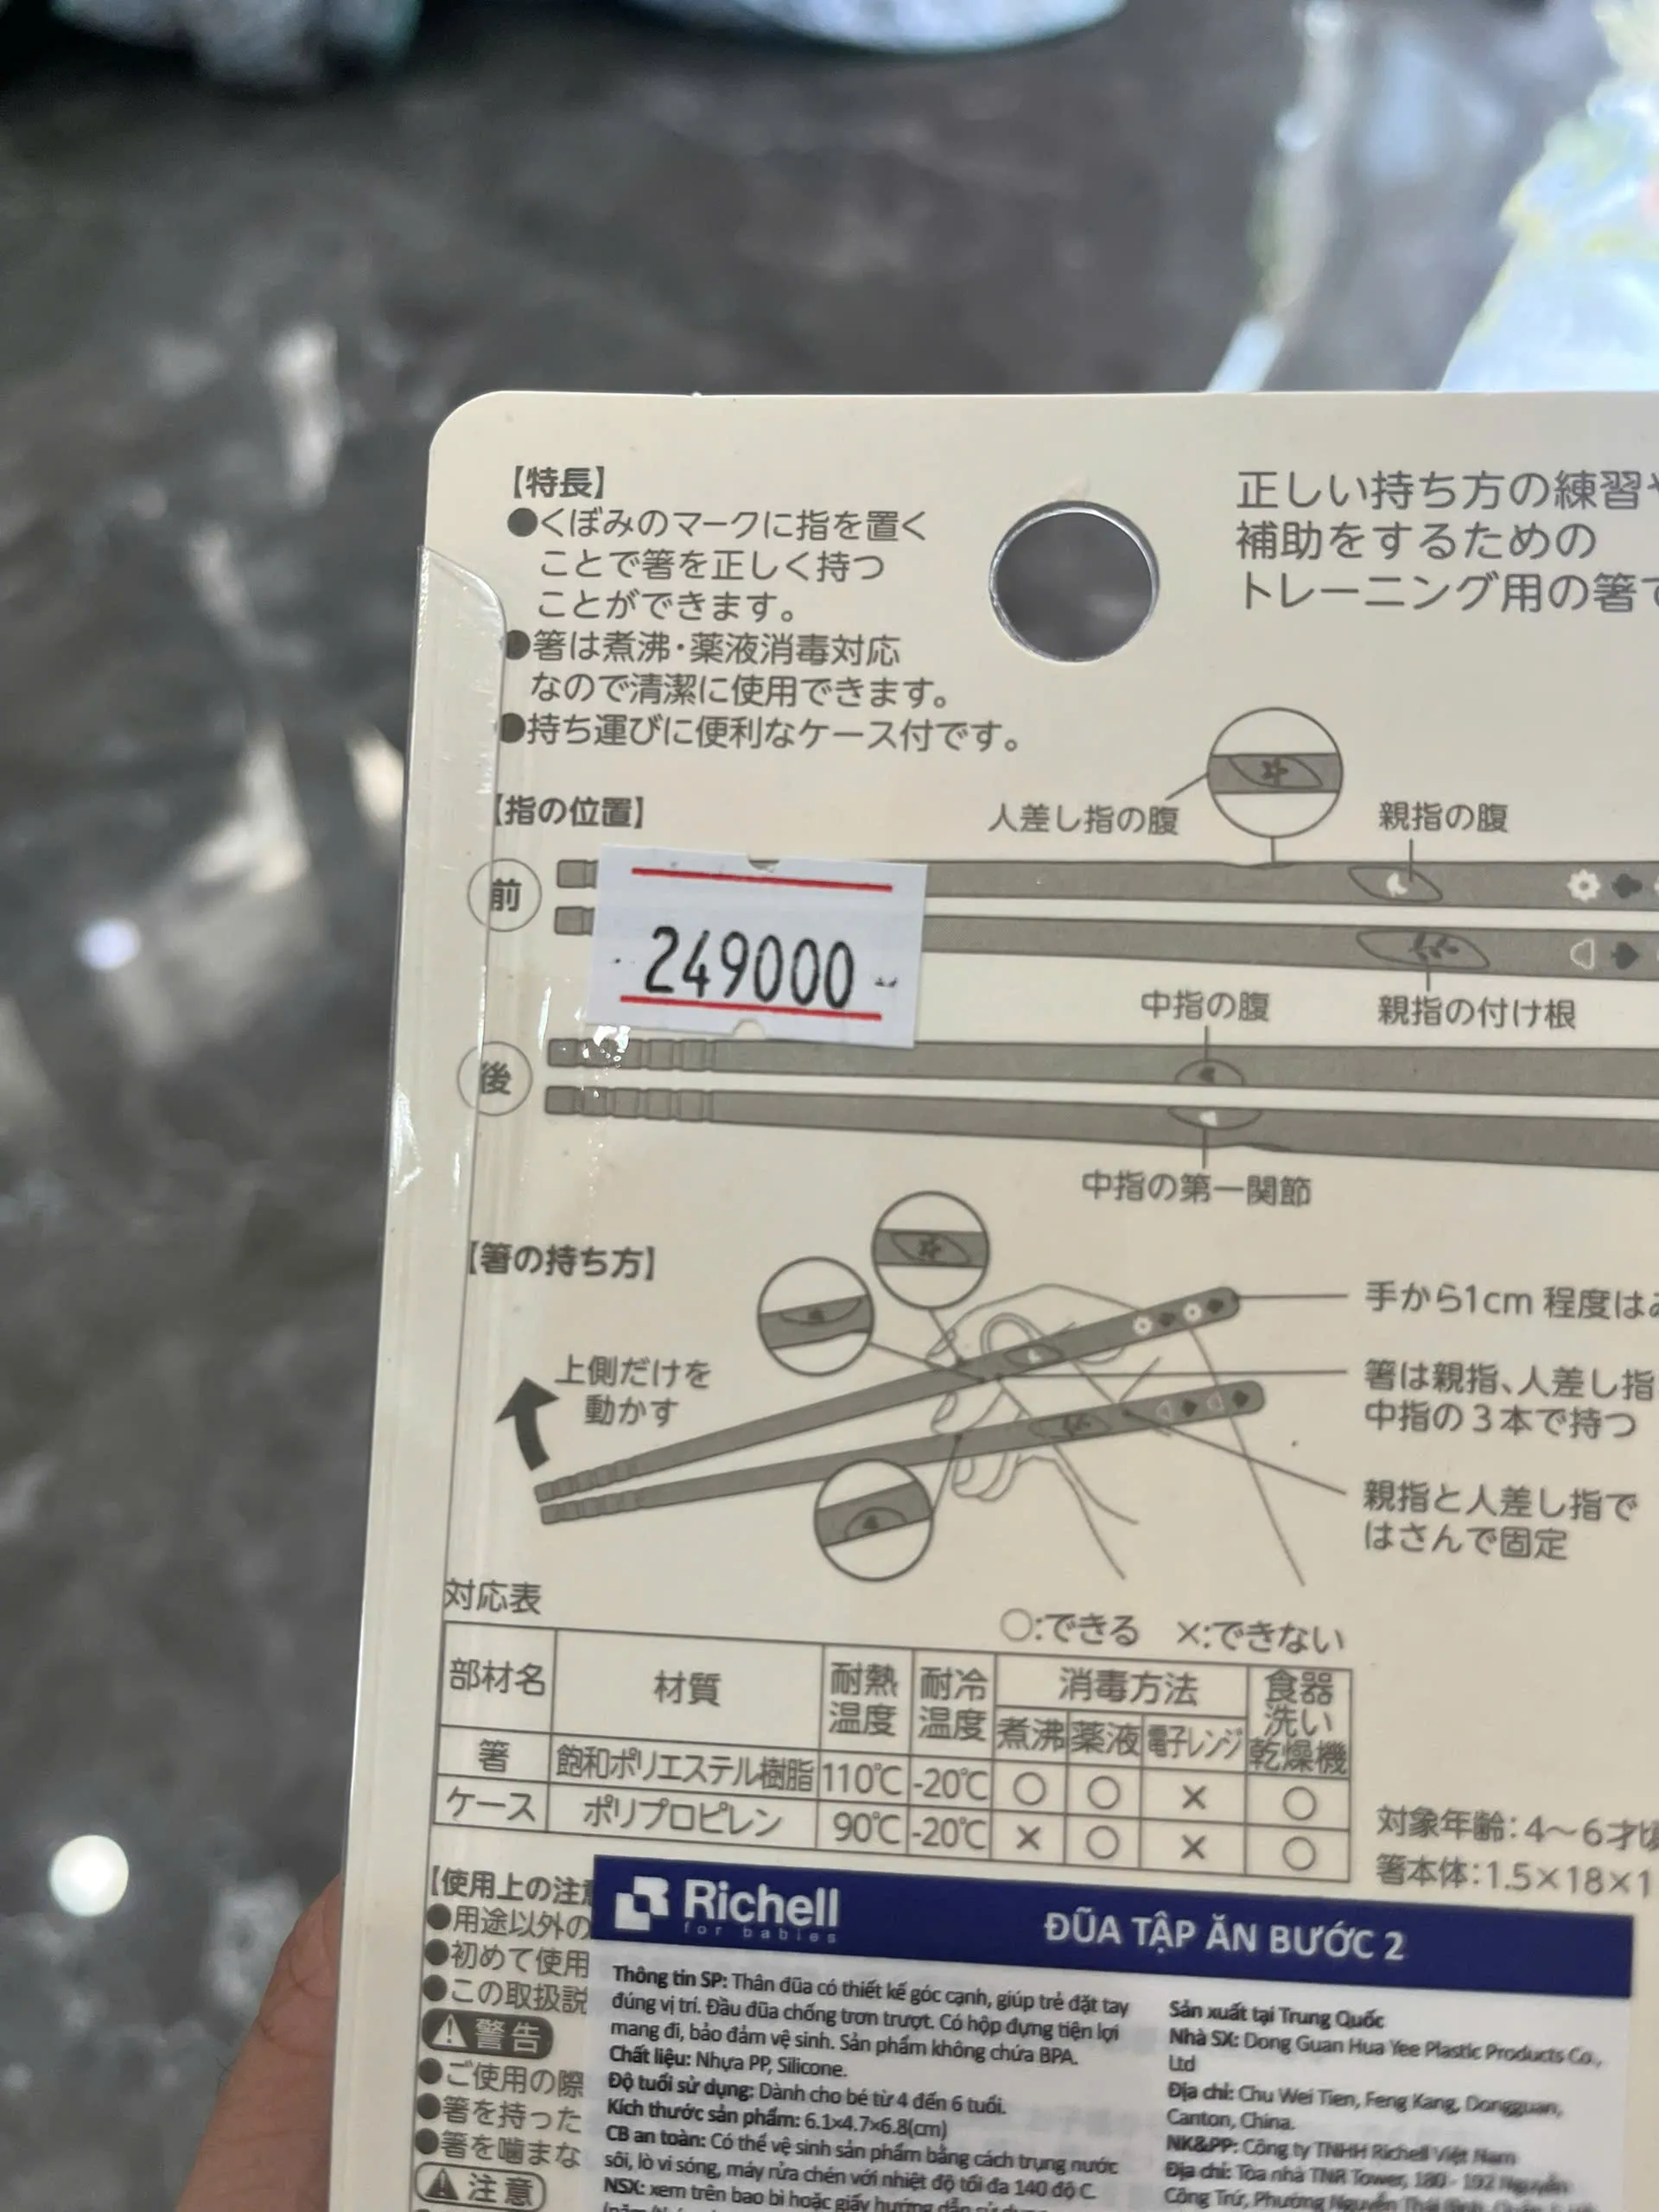 【特長】
●くぼみのマークに指を置く
ことで箸を正しく持つ
ことができます。
●箸は煮沸・薬液消毒対応
なので清潔に使用できます。
●持ち運びに便利なケース付です。
正しい持ち方の練習や
補助をするための
トレーニング用の箸で
【指の位置】
人差し指の腹
親指の腹
前
249000
中指の腹
親指の付け根
後
中指の第一関節
【箸の持ち方】
上側だけを
動かす
手から1cm 程度は
箸は親指、人差し指
中指の3本で持つ
親指と人差し指で
はさんで固定
対応表
○:できる ×:できない
部材名 材質 耐熱温度 耐冷温度 消毒方法 食器洗い乾燥機
煮沸 薬液 電子レンジ
箸 飽和ポリエステル樹脂 110℃ -20℃ ○ ○ × ○
ケース ポリプロピレン 90℃ -20℃ × ○ × ○
対象年齢:4〜6才頃
箸本体:1.5×18×1
【使用上の注意
●用途以外の
●初めて使用
●この取扱説
警告
●ご使用の際
●箸を持った
●箸を噛まな
注意
Richell
for babies
ĐŨA TẬP ĂN BƯỚC 2
Thông tin SP: Thân đũa có thiết kế góc cạnh, giúp trẻ đặt tay
đúng vị trí. Đầu đũa chống trơn trượt. Có hộp đựng tiện lợi
mang đi, bảo đảm vệ sinh. Sản phẩm không chứa BPA.
Chất liệu: Nhựa PP, Silicone.
Độ tuổi sử dụng: Dành cho bé từ 4 đến 6 tuổi.
Kích thước sản phẩm: 6.1x4.7x6.8(cm)
CB an toàn: Có thể vệ sinh sản phẩm bằng cách trụng nước
sôi, lò vi sóng, máy rửa chén với nhiệt độ tối đa 140 độ C.
NSX: xem trên bao bì hoặc giấy hướng dẫn sử dụng
Sản xuất tại Trung Quốc
Nhà SX: Dong Guan Hua Yee Plastic Products Co.,
Ltd
Địa chỉ: Chu Wei Tien, Feng Kang, Dongguan,
Canton, China.
NK&PP: Công ty TNHH Richell Việt Nam
Địa chỉ: Tòa nhà TNR Tower, 180 - 192 Nguyễn
Công Trứ, Phường Nguyễn Thái Bình,